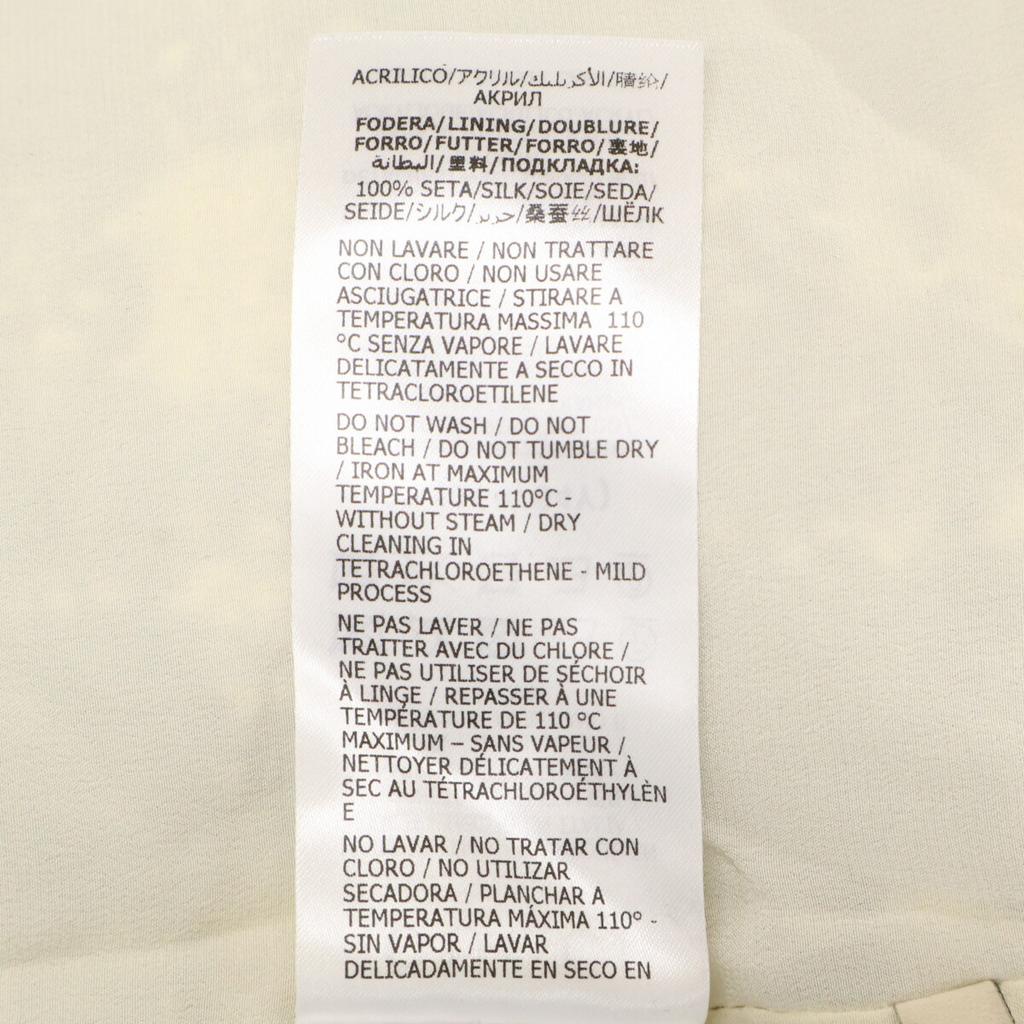 ACRILICO/アクリル/الأكريليك/腈纶/
АКРИЛ
FODERA/LINING/DOUBLURE/
FORRO/FUTTER/FORRO/裏地/
البطانة/里料/ПОДКЛАДКА:
100% SETA/SILK/SOIE/SEDA/
SEIDE/シルク/حرير/桑蚕丝/ШЁЛК
NON LAVARE / NON TRATTARE
CON CLORO / NON USARE
ASCIUGATRICE / STIRARE A
TEMPERATURA MASSIMA 110
°C SENZA VAPORE / LAVARE
DELICATAMENTE A SECCO IN
TETRACLOROETILENE
DO NOT WASH / DO NOT
BLEACH / DO NOT TUMBLE DRY
/ IRON AT MAXIMUM
TEMPERATURE 110°C -
WITHOUT STEAM / DRY
CLEANING IN
TETRACHLOROETHENE - MILD
PROCESS
NE PAS LAVER / NE PAS
TRAITER AVEC DU CHLORE /
NE PAS UTILISER DE SÉCHOIR
À LINGE / REPASSER À UNE
TEMPÉRATURE DE 110 °C
MAXIMUM – SANS VAPEUR /
NETTOYER DÉLICATEMENT À
SEC AU TÉTRACHLOROÉTHYLÈN
E
NO LAVAR / NO TRATAR CON
CLORO / NO UTILIZAR
SECADORA / PLANCHAR A
TEMPERATURA MÁXIMA 110° -
SIN VAPOR / LAVAR
DELICADAMENTE EN SECO EN